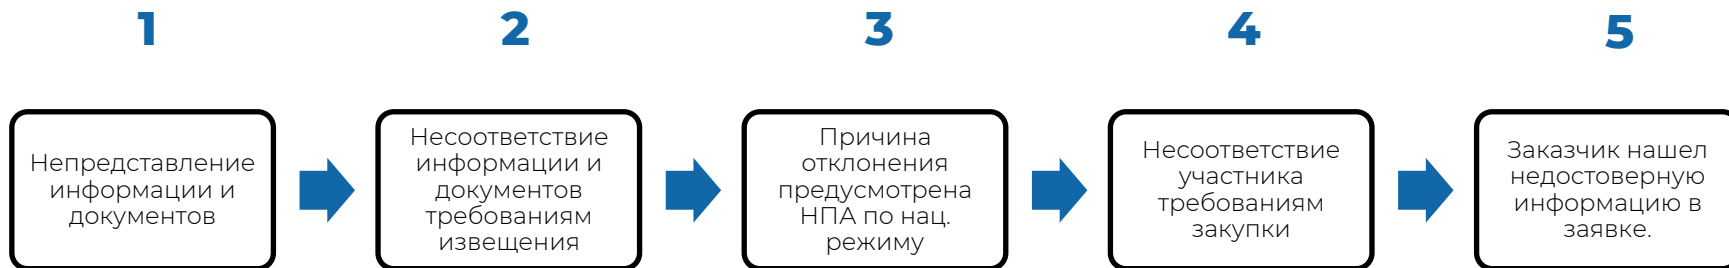 1
2
3
4
5
Непредставление
информации и
документов
Несоответствие
информации и
документов
требованиям
извещения
Причина
отклонения
предусмотрена
НПА по нац.
режиму
Несоответствие
участника
требованиям
закупки
Заказчик нашел
недостоверную
информацию в
заявке.